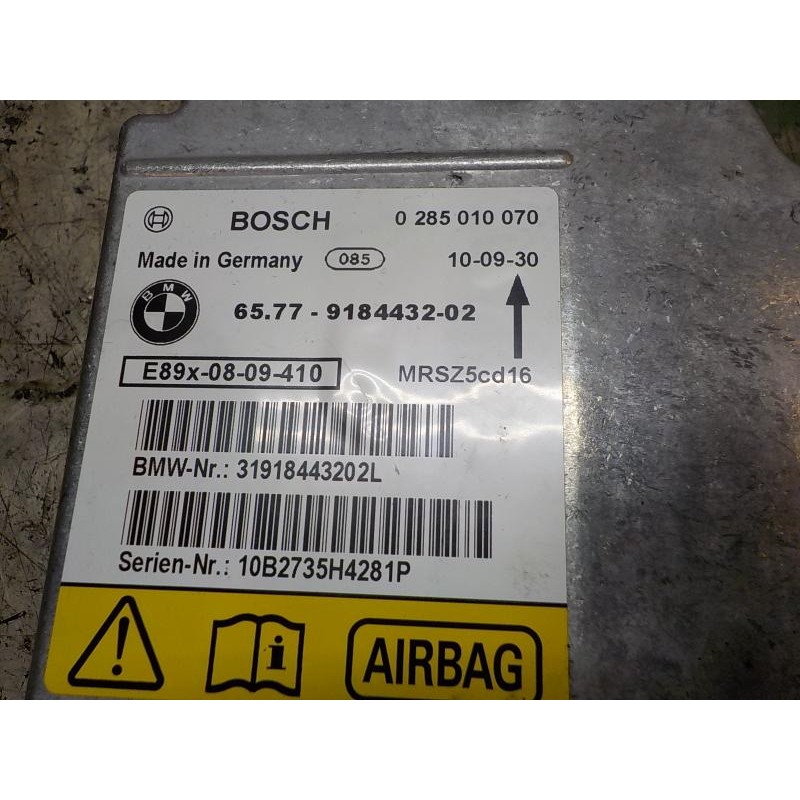 BOSCH 0 285 010 070
Made in Germany 085 10-09-30
BMW 65.77 - 9184432-02
E89x-08-09-410 MRSZ5cd16
BMW-Nr.: 31918443202L
Serien-Nr.: 10B2735H4281P
! i AIRBAG